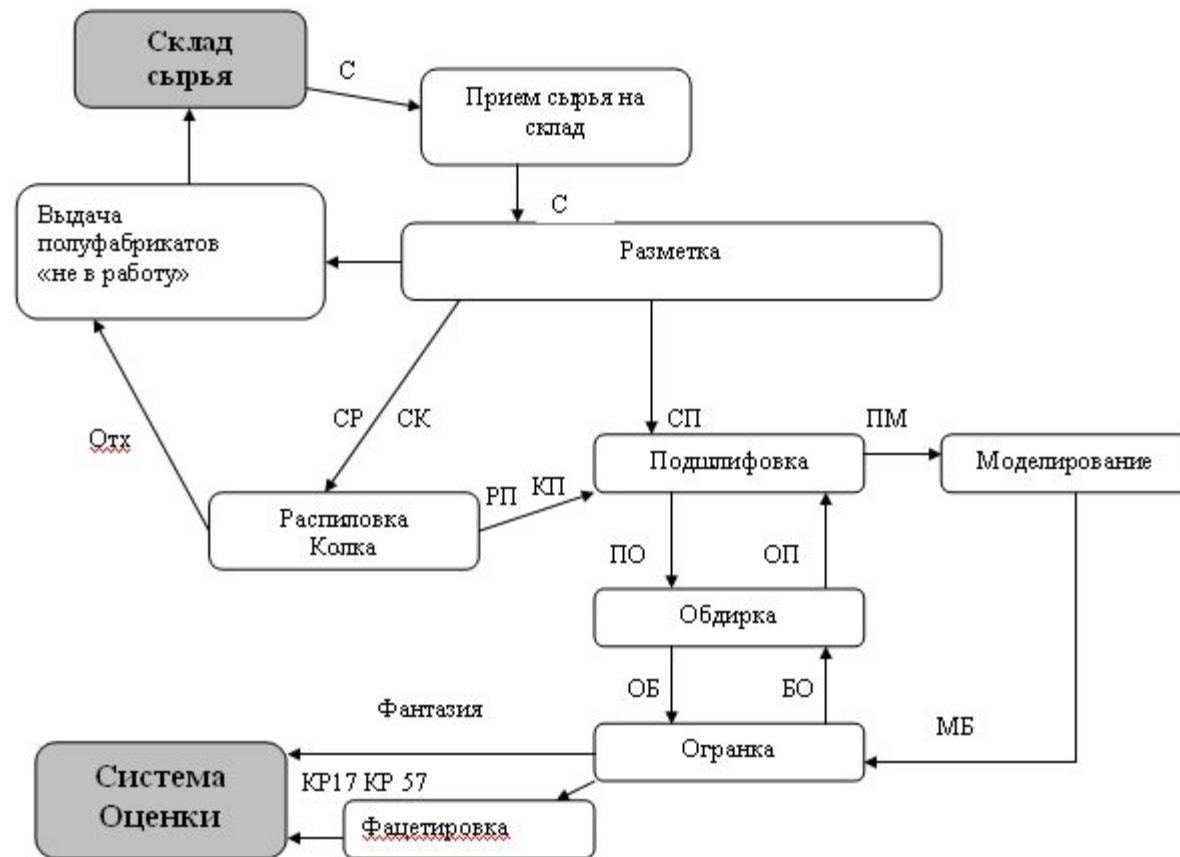 Склад
сырья
С
Прием сырья на
склад
С
Выдача
полуфабрикатов
«не в работу»
Разметка
СР
СК
СП
ПМ
Отх
Подшлифовка
Моделирование
РП
КП
Распиловка
Колка
ПО
ОП
Обдирка
ОБ
БО
Фантазия
МБ
Огранка
Система
Оценки
КР17 КР 57
Фацетировка